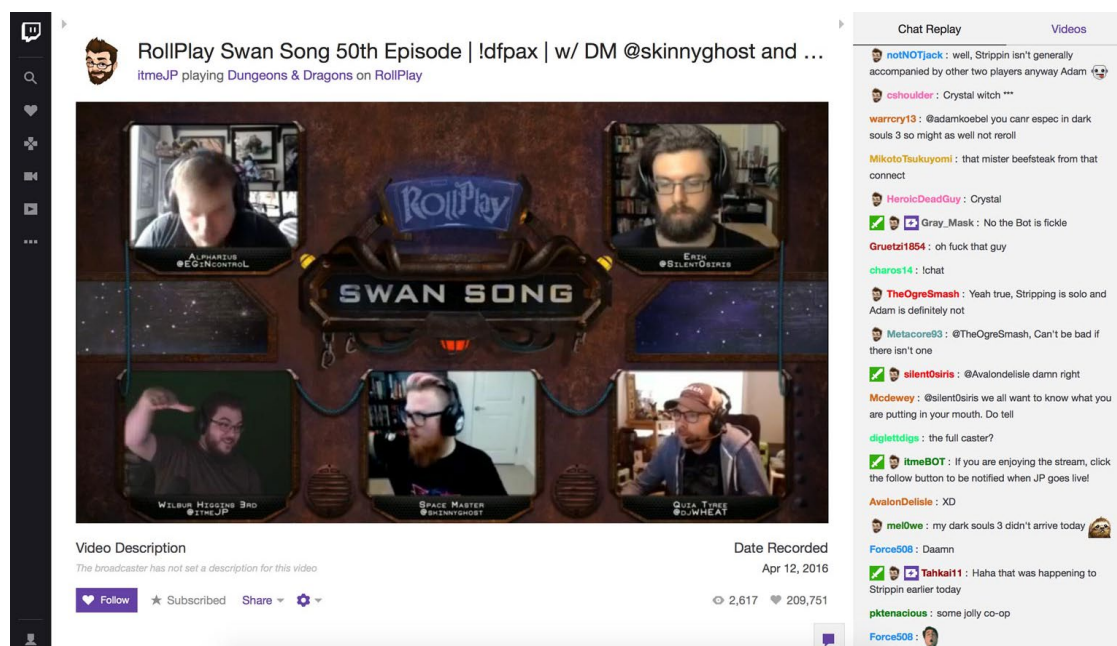 RollPlay Swan Song 50th Episode | !dfpax | w/ DM @skinnyghost and ...
itmeJP playing Dungeons & Dragons on RollPlay
RollPlay
ALPHARIUS
@EGINCONTROL
ERIK
@SILENT0SIRIS
SWAN SONG
WILBUR HIGGINS 3RD
@ITMEJP
SPACE MASTER
@SKINNYGHOST
QUIA TYREE
@DJWHEAT
Video Description
Date Recorded
The broadcaster has not set a description for this video
Apr 12, 2016
Follow
Subscribed
Share
2,617
209,751
Chat Replay
Videos
notNOTjack : well, Strippin isn't generally
accompanied by other two players anyway Adam
cshoulder : Crystal witch ***
warrcry13 : @adamkoebel you canr espec in dark
souls 3 so might as well not reroll
MikotoTsukuyomi : that mister beefsteak from that
connect
HeroicDeadGuy : Crystal
Gray_Mask : No the Bot is fickle
Gruetzi1854 : oh fuck that guy
charos14 : !chat
TheOgreSmash : Yeah true, Stripping is solo and
Adam is definitely not
Metacore93 : @TheOgreSmash, Can't be bad if
there isn't one
silent0siris : @Avalondelisle damn right
Mcdewey : @silent0siris we all want to know what you
are putting in your mouth. Do tell
diglettdigs : the full caster?
itmeBOT : If you are enjoying the stream, click
the follow button to be notified when JP goes live!
AvalonDelisle : XD
mel0we : my dark souls 3 didn't arrive today
Force508 : Daamn
Tahkai11 : Haha that was happening to
Strippin earlier today
pktenacious : some jolly co-op
Force508 :